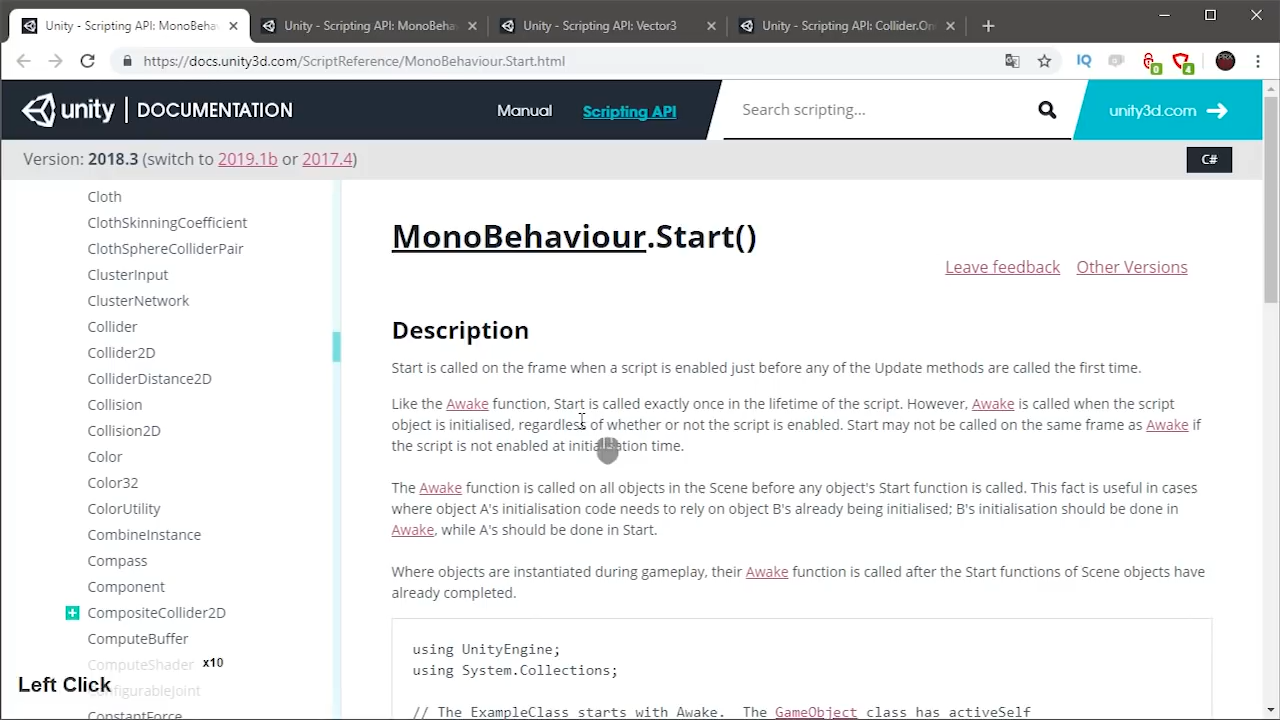 Unity - Scripting API: MonoBeha
Unity - Scripting API: MonoBeha
Unity - Scripting API: Vector3
Unity - Scripting API: Collider.On
https://docs.unity3d.com/ScriptReference/MonoBehaviour.Start.html
IQ
0
4
unity | DOCUMENTATION
Manual
Scripting API
Search scripting...
unity3d.com
Version: 2018.3 (switch to 2019.1b or 2017.4)
C#
Cloth
ClothSkinningCoefficient
ClothSphereColliderPair
ClusterInput
ClusterNetwork
Collider
Collider2D
ColliderDistance2D
Collision
Collision2D
Color
Color32
ColorUtility
CombineInstance
Compass
Component
CompositeCollider2D
ComputeBuffer
ComputeShader
x10
Left Click
ConfigurableJoint
ConstantForce
MonoBehaviour.Start()
Leave feedback
Other Versions
Description
Start is called on the frame when a script is enabled just before any of the Update methods are called the first time.
Like the Awake function, Start is called exactly once in the lifetime of the script. However, Awake is called when the script
object is initialised, regardless of whether or not the script is enabled. Start may not be called on the same frame as Awake if
the script is not enabled at initialisation time.
The Awake function is called on all objects in the Scene before any object's Start function is called. This fact is useful in cases
where object A's initialisation code needs to rely on object B's already being initialised; B's initialisation should be done in
Awake, while A's should be done in Start.
Where objects are instantiated during gameplay, their Awake function is called after the Start functions of Scene objects have
already completed.
using UnityEngine;
using System.Collections;
// The ExampleClass starts with Awake. The GameObject class has activeSelf